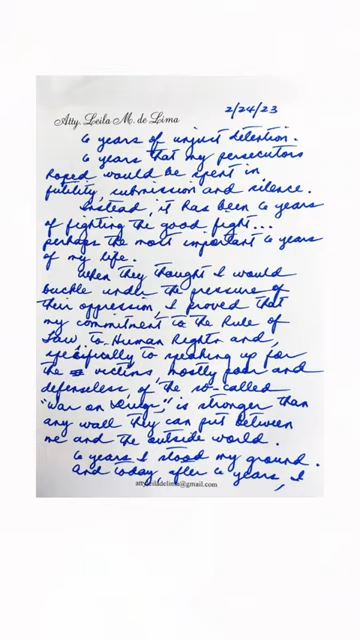 Atty. Leila M. de Lima
2/24/23
6 years of unjust detention.
6 years that my persecutors
hoped would be spent in
futility, submission and silence.
Instead, it has been 6 years
of fighting the good fight...
perhaps the most important 6 years
of my life.
When they thought I would
buckle under the pressure of
their oppression, I proved that
my commitment to the Rule of
Law, to Human Rights and,
specifically to speaking up for
the victims mostly poor and
defenseless of the so-called
"War on Drugs," is stronger than
any wall they can put between
me and the outside world.
6 years I stood my ground.
And today after 6 years, I
attyleiladelima@gmail.com